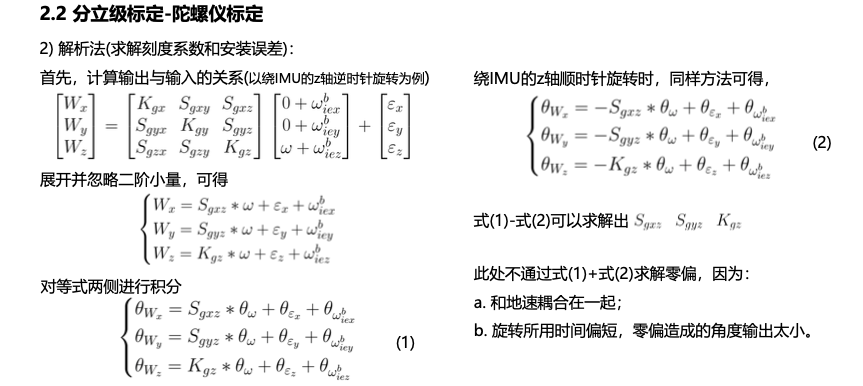 2.2 分立级标定-陀螺仪标定
2) 解析法(求解刻度系数和安装误差)：
首先，计算输出与输入的关系(以绕IMU的z轴逆时针旋转为例)
$\begin{bmatrix} W_x \\ W_y \\ W_z \end{bmatrix} = \begin{bmatrix} K_{gx} & S_{gxy} & S_{gxz} \\ S_{gyx} & K_{gy} & S_{gyz} \\ S_{gzx} & S_{gzy} & K_{gz} \end{bmatrix} \begin{bmatrix} 0 + \omega_{iex}^b \\ 0 + \omega_{iey}^b \\ \omega + \omega_{iez}^b \end{bmatrix} + \begin{bmatrix} \varepsilon_x \\ \varepsilon_y \\ \varepsilon_z \end{bmatrix}$
展开并忽略二阶小量，可得
$\begin{cases} W_x = S_{gxz} * \omega + \varepsilon_x + \omega_{iex}^b \\ W_y = S_{gyz} * \omega + \varepsilon_y + \omega_{iey}^b \\ W_z = K_{gz} * \omega + \varepsilon_z + \omega_{iez}^b \end{cases}$
对等式两侧进行积分
$\begin{cases} \theta_{W_x} = S_{gxz} * \theta_\omega + \theta_{\varepsilon_x} + \theta_{\omega_{iex}^b} \\ \theta_{W_y} = S_{gyz} * \theta_\omega + \theta_{\varepsilon_y} + \theta_{\omega_{iey}^b} \\ \theta_{W_z} = K_{gz} * \theta_\omega + \theta_{\varepsilon_z} + \theta_{\omega_{iez}^b} \end{cases}$ (1)
绕IMU的z轴顺时针旋转时，同样方法可得，
$\begin{cases} \theta_{W_x} = -S_{gxz} * \theta_\omega + \theta_{\varepsilon_x} + \theta_{\omega_{iex}^b} \\ \theta_{W_y} = -S_{gyz} * \theta_\omega + \theta_{\varepsilon_y} + \theta_{\omega_{iey}^b} \\ \theta_{W_z} = -K_{gz} * \theta_\omega + \theta_{\varepsilon_z} + \theta_{\omega_{iez}^b} \end{cases}$ (2)
式(1)-式(2)可以求解出 $S_{gxz}$ $S_{gyz}$ $K_{gz}$
此处不通过式(1)+式(2)求解零偏，因为：
a. 和地速耦合在一起；
b. 旋转所用时间偏短，零偏造成的角度输出太小。